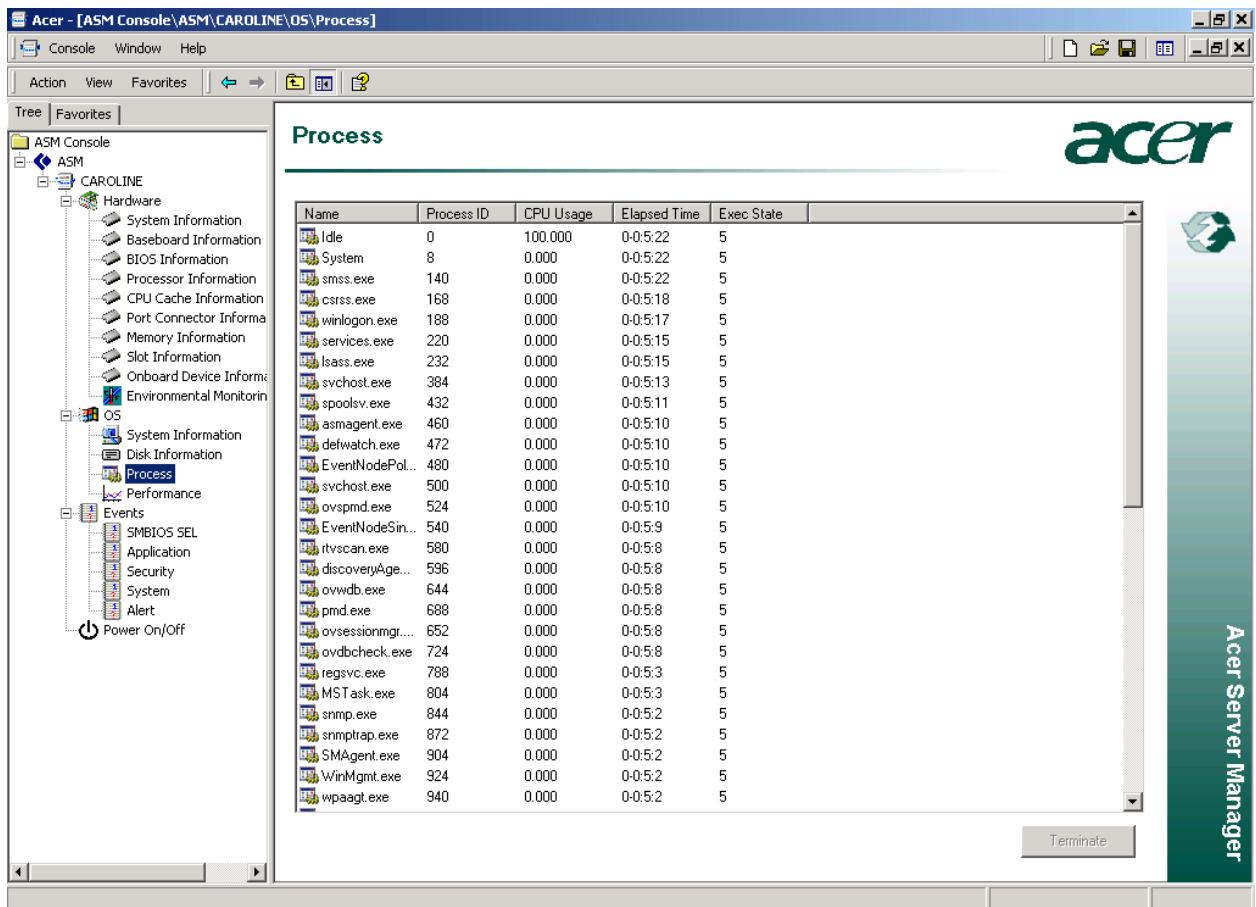 Acer - [ASM Console\ASM\CAROLINE\OS\Process]
Console Window Help
Action View Favorites
Tree Favorites
ASM Console
ASM
CAROLINE
Hardware
System Information
Baseboard Information
BIOS Information
Processor Information
CPU Cache Information
Port Connector Informa
Memory Information
Slot Information
Onboard Device Informa
Environmental Monitorin
OS
System Information
Disk Information
Process
Performance
Events
SMBIOS SEL
Application
Security
System
Alert
Power On/Off
Process
acer
Name Process ID CPU Usage Elapsed Time Exec State
Idle 0 100.000 0-0:5:22 5
System 8 0.000 0-0:5:22 5
smss.exe 140 0.000 0-0:5:22 5
csrss.exe 168 0.000 0-0:5:18 5
winlogon.exe 188 0.000 0-0:5:17 5
services.exe 220 0.000 0-0:5:15 5
lsass.exe 232 0.000 0-0:5:15 5
svchost.exe 384 0.000 0-0:5:13 5
spoolsv.exe 432 0.000 0-0:5:11 5
asmagent.exe 460 0.000 0-0:5:10 5
defwatch.exe 472 0.000 0-0:5:10 5
EventNodePol... 480 0.000 0-0:5:10 5
svchost.exe 500 0.000 0-0:5:10 5
ovspmd.exe 524 0.000 0-0:5:10 5
EventNodeSin... 540 0.000 0-0:5:9 5
rtvscan.exe 580 0.000 0-0:5:8 5
discoveryAge... 596 0.000 0-0:5:8 5
ovwdb.exe 644 0.000 0-0:5:8 5
pmd.exe 688 0.000 0-0:5:8 5
ovsessionmgr.... 652 0.000 0-0:5:8 5
ovdbcheck.exe 724 0.000 0-0:5:8 5
regsvc.exe 788 0.000 0-0:5:3 5
MSTask.exe 804 0.000 0-0:5:3 5
snmp.exe 844 0.000 0-0:5:2 5
snmptrap.exe 872 0.000 0-0:5:2 5
SMAgent.exe 904 0.000 0-0:5:2 5
WinMgmt.exe 924 0.000 0-0:5:2 5
wpaagt.exe 940 0.000 0-0:5:2 5
Terminate
Acer Server Manager